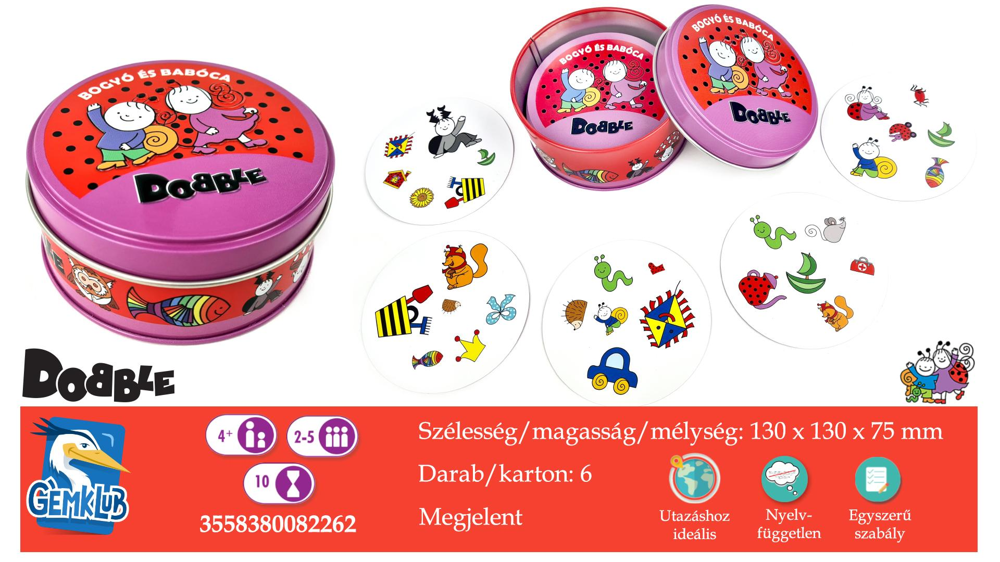 BOGYÓ ÉS BABÓCA
DOBBLE
BOGYÓ ÉS BABÓCA
DOBBLE
BOGYÓ ÉS BABÓCA
DOBBLE
DOBBLE
GÉMKLUB
4+
2-5
10
3558380082262
Szélesség/magasság/mélység: 130 x 130 x 75 mm
Darab/karton: 6
Megjelent
Utazáshoz
ideális
Nyelv-
független
Egyszerű
szabály